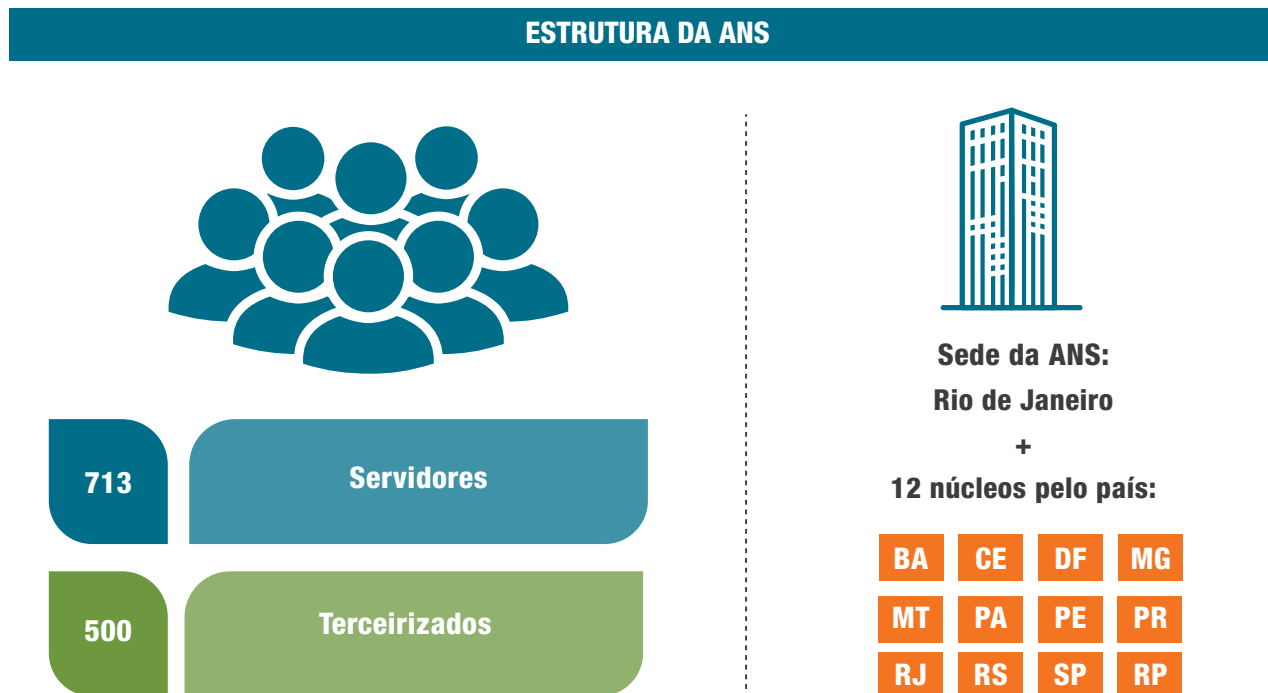 ESTRUTURA DA ANS
713
Servidores
500
Terceirizados
Sede da ANS:
Rio de Janeiro
+
12 núcleos pelo país:
BA CE DF MG
MT PA PE PR
RJ RS SP RP